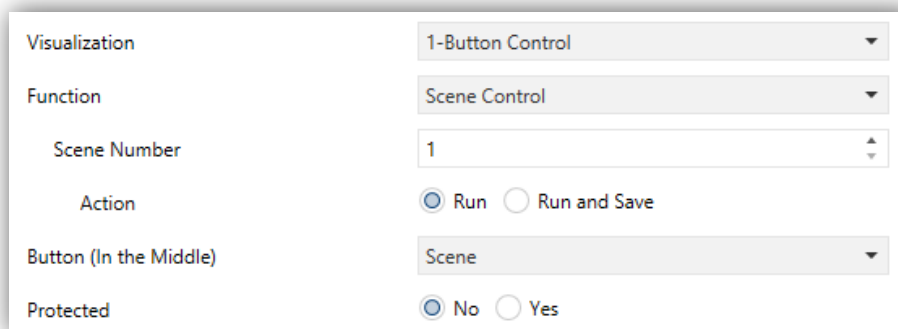 Visualization 1-Button Control
Function Scene Control
Scene Number 1
Action Run Run and Save
Button (In the Middle) Scene
Protected No Yes